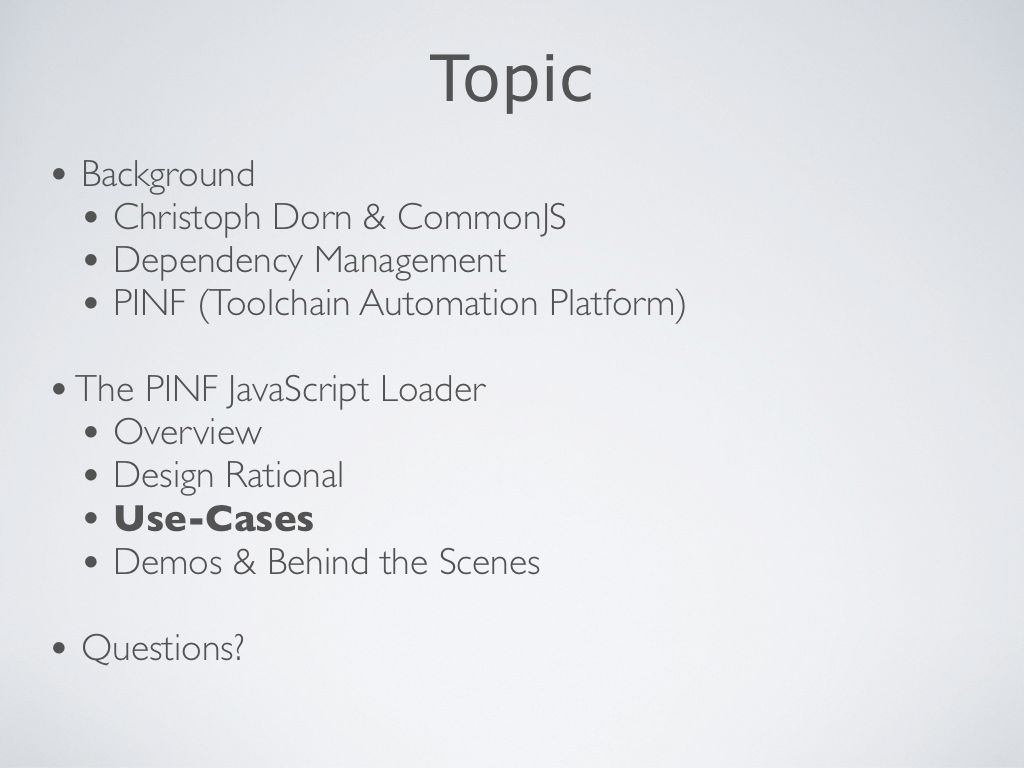 Topic
• Background
• Christoph Dorn & CommonJS
• Dependency Management
• PINF (Toolchain Automation Platform)
• The PINF JavaScript Loader
• Overview
• Design Rational
• Use-Cases
• Demos & Behind the Scenes
• Questions?